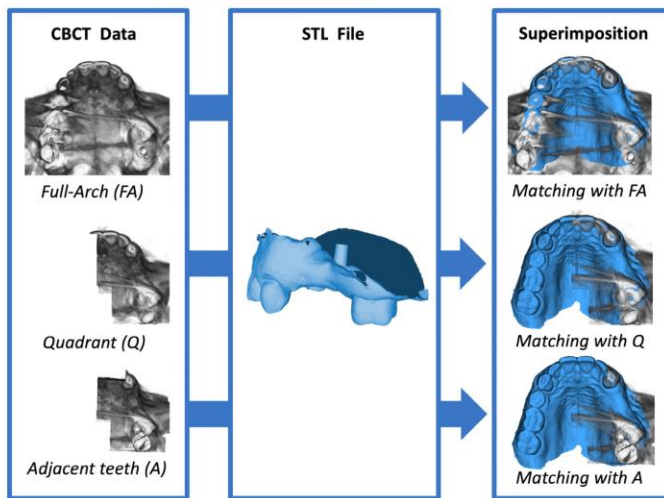 CBCT Data
Full-Arch (FA)
Quadrant (Q)
Adjacent teeth (A)
STL File
Superimposition
Matching with FA
Matching with Q
Matching with A